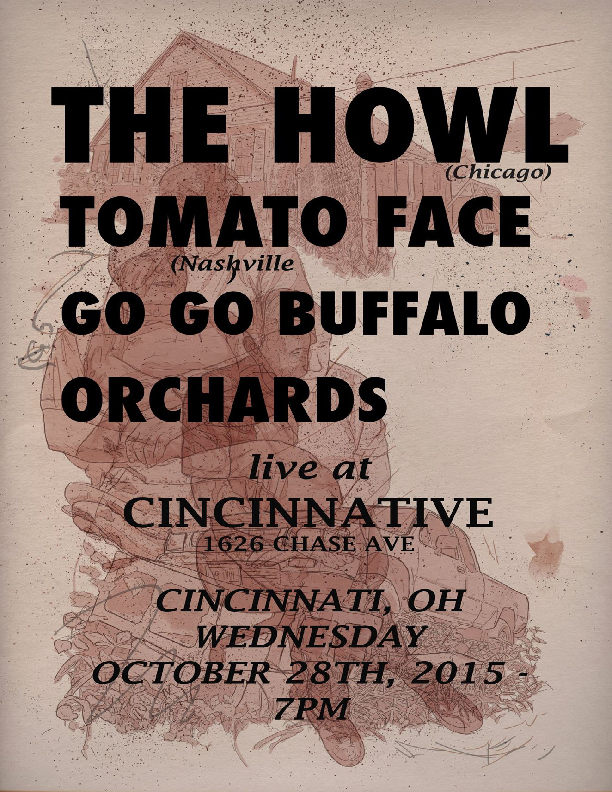 THE HOWL
(Chicago)
TOMATO FACE
(Nashville
)
GO GO BUFFALO
ORCHARDS
live at
CINCINNATIVE
1626 CHASE AVE
CINCINNATI, OH
WEDNESDAY
OCTOBER 28TH, 2015 -
7PM